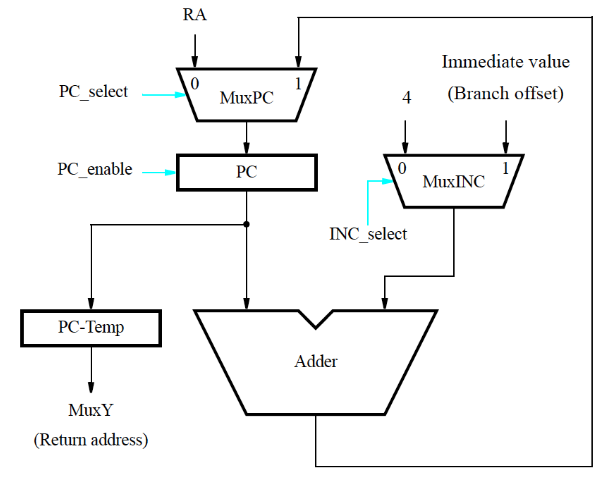 RA
Immediate value
(Branch offset)
4
PC_select
0
1
MuxPC
PC_enable
PC
0
1
MuxINC
INC_select
PC-Temp
Adder
MuxY
(Return address)